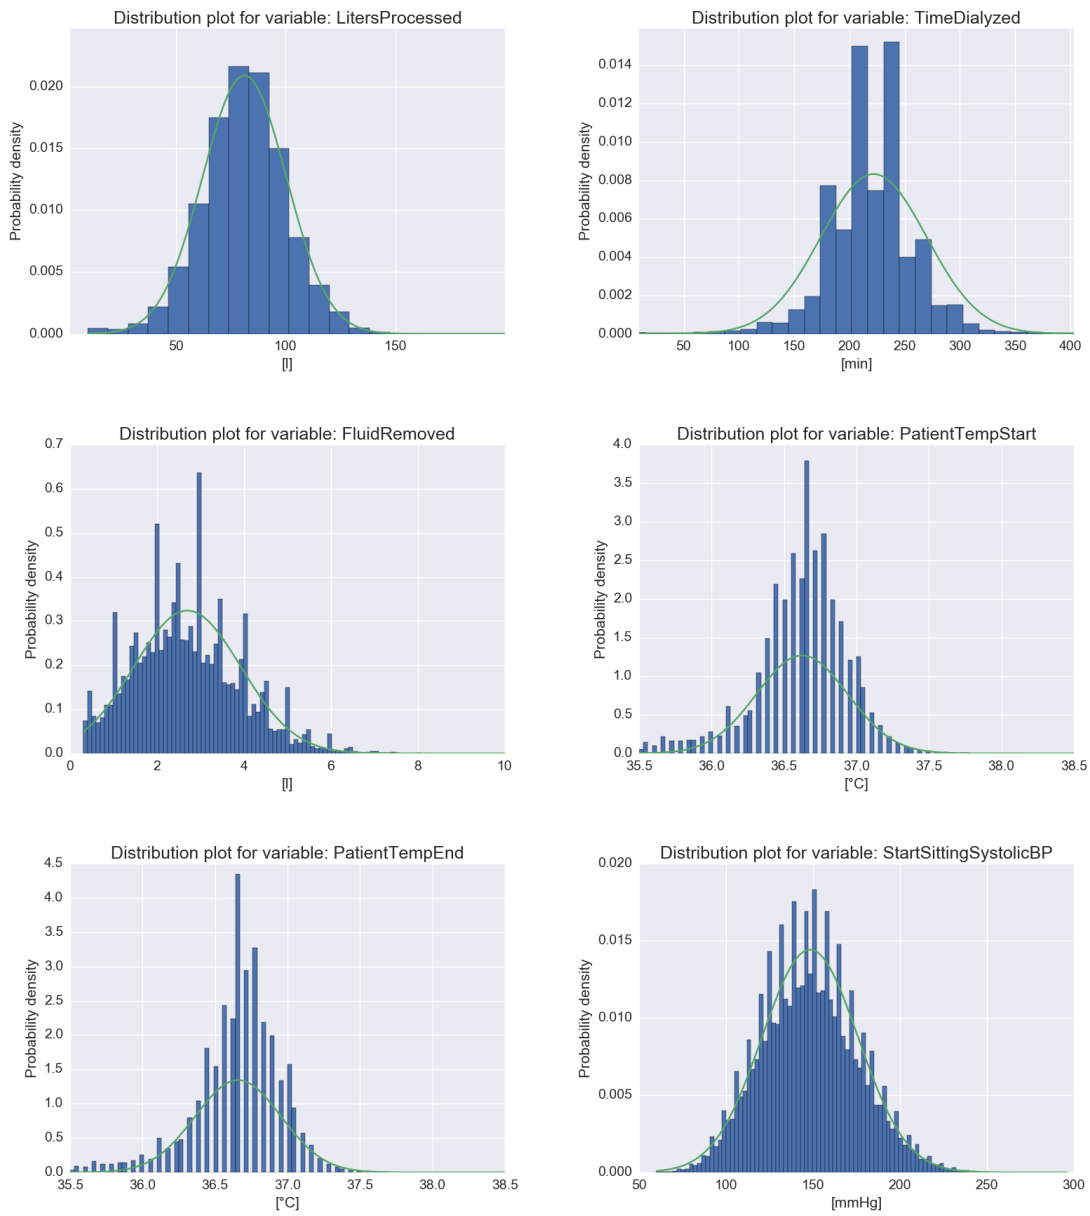 Distribution plot for variable: LitersProcessed
Probability density
0.020
0.015
0.010
0.005
0.000
50 100 150
[l]
Distribution plot for variable: TimeDialyzed
Probability density
0.014
0.012
0.010
0.008
0.006
0.004
0.002
0.000
50 100 150 200 250 300 350 400
[min]
Distribution plot for variable: FluidRemoved
Probability density
0.7
0.6
0.5
0.4
0.3
0.2
0.1
0.0
0 2 4 6 8 10
[l]
Distribution plot for variable: PatientTempStart
Probability density
4.0
3.5
3.0
2.5
2.0
1.5
1.0
0.5
0.0
35.5 36.0 36.5 37.0 37.5 38.0 38.5
[°C]
Distribution plot for variable: PatientTempEnd
Probability density
4.5
4.0
3.5
3.0
2.5
2.0
1.5
1.0
0.5
0.0
35.5 36.0 36.5 37.0 37.5 38.0 38.5
[°C]
Distribution plot for variable: StartSittingSystolicBP
Probability density
0.020
0.015
0.010
0.005
0.000
50 100 150 200 250 300
[mmHg]